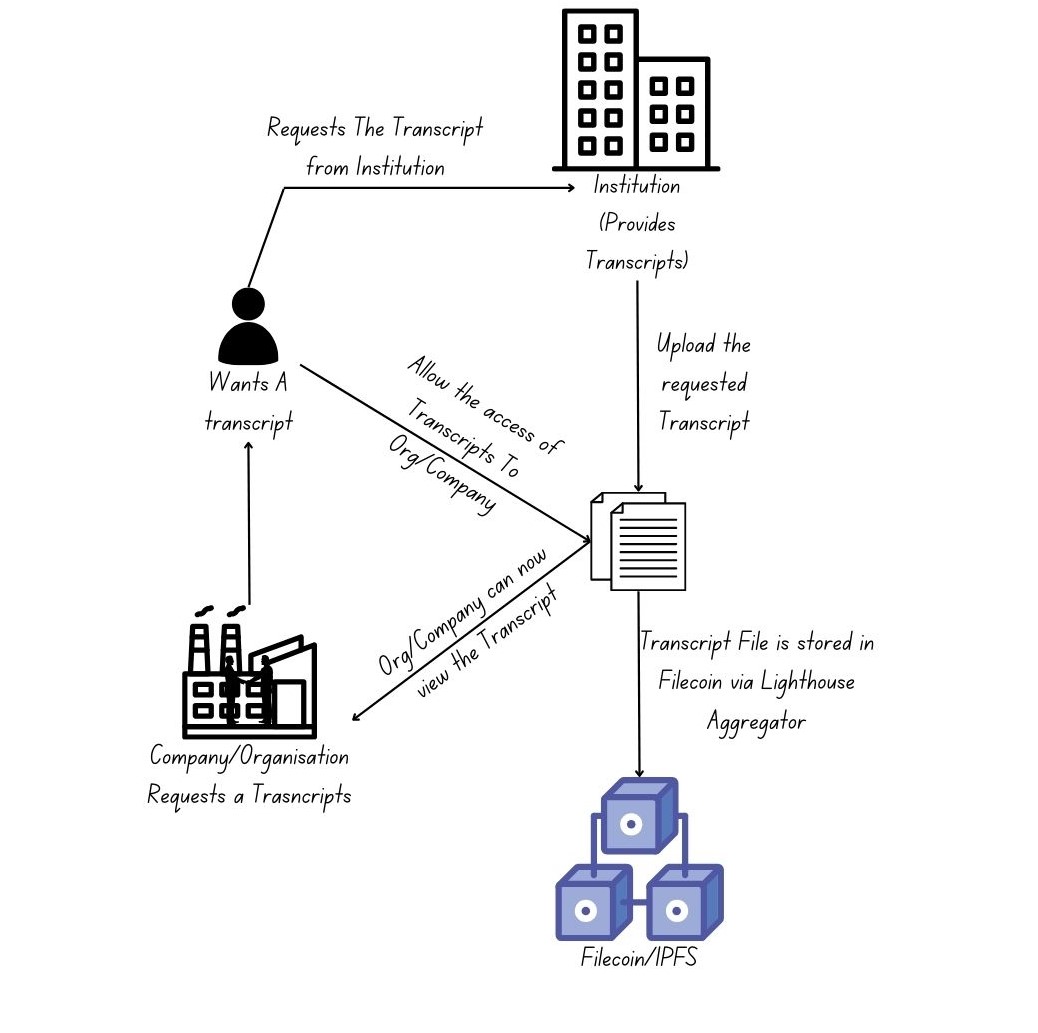 Requests The Transcript
from Institution
Institution
(Provides
Transcripts)
Wants A
transcript
Allow the access of
Transcripts To
Org/Company
Upload the
requested
Transcript
Org/Company can now
view the Transcript
Transcript File is stored in
Filecoin via Lighthouse
Aggregator
Company/Organisation
Requests a Trasncripts
Filecoin/IPFS